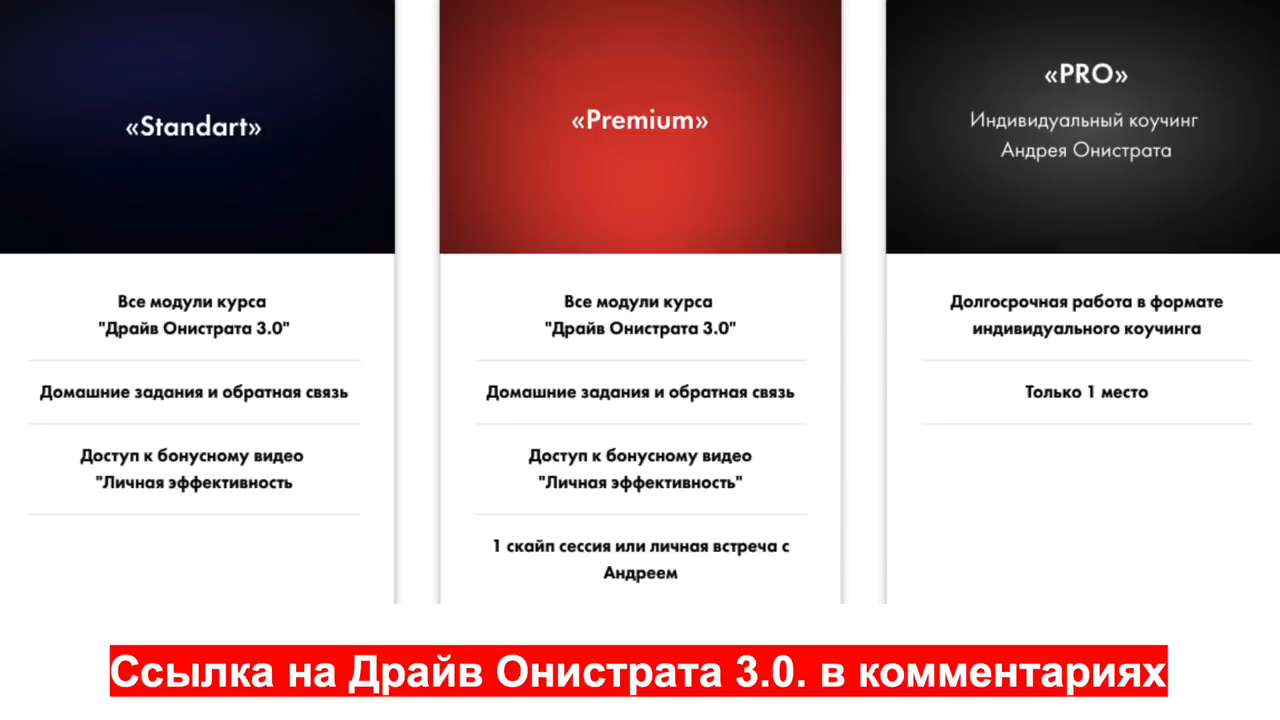 «Standart»
Все модули курса
"Драйв Онистрата 3.0"
Домашние задания и обратная связь
Доступ к бонусному видео
"Личная эффективность
«Premium»
Все модули курса
"Драйв Онистрата 3.0"
Домашние задания и обратная связь
Доступ к бонусному видео
"Личная эффективность"
1 скайп сессия или личная встреча с
Андреем
«PRO»
Индивидуальный коучинг
Андрея Онистрата
Долгосрочная работа в формате
индивидуального коучинга
Только 1 место
Ссылка на Драйв Онистрата 3.0. в комментариях